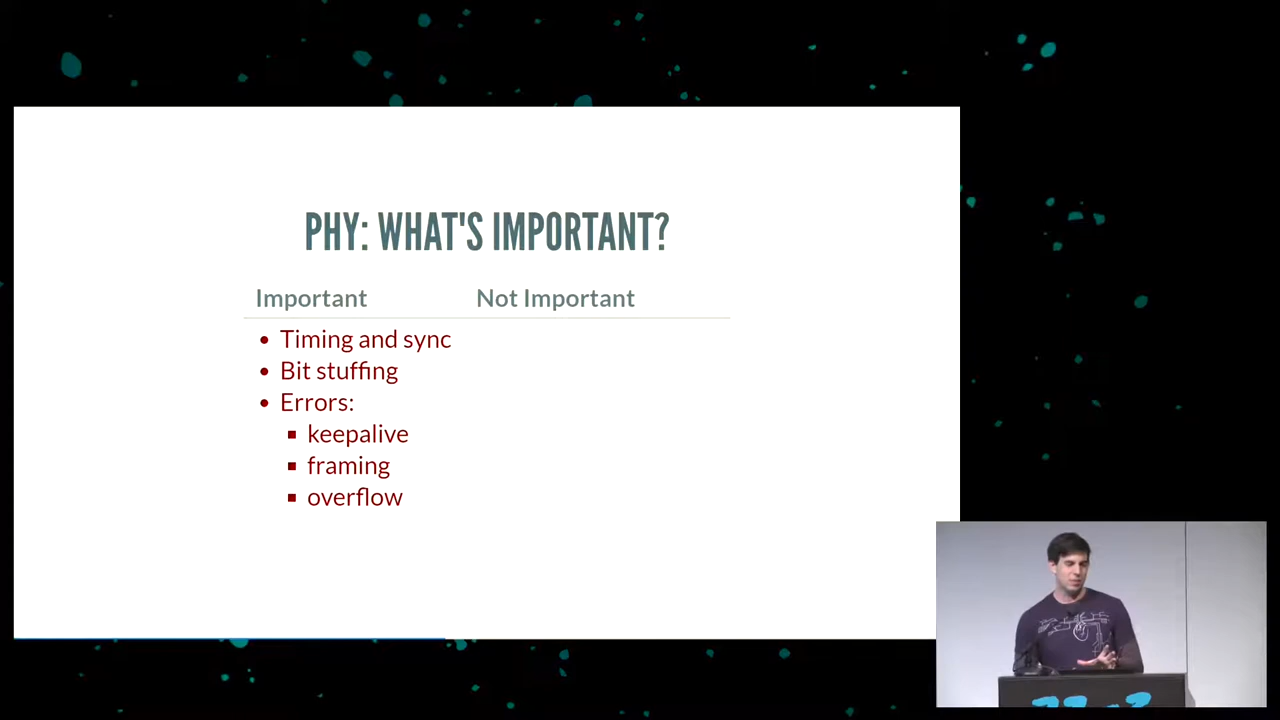 PHY: WHAT'S IMPORTANT?
Important Not Important
Timing and sync
Bit stuffing
Errors:
keepalive
framing
overflow